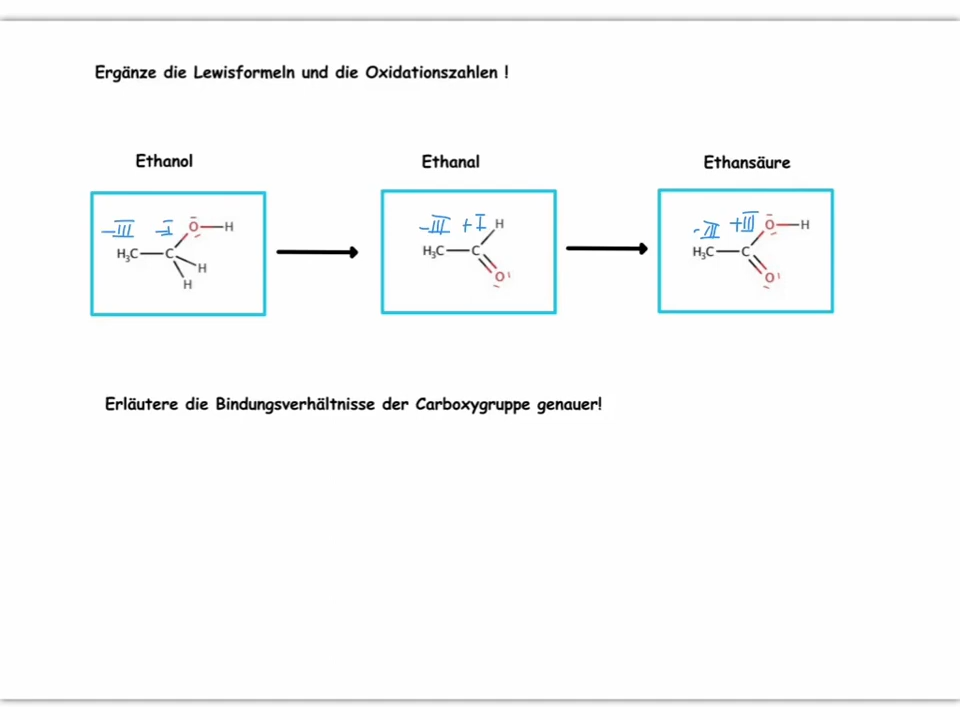 Ergänze die Lewisformeln und die Oxidationszahlen !
Ethanol
Ethanal
Ethansäure
-III -I O H
H₃C C H
H
-III +I H
H₃C C
O
-III +III O H
H₃C C
O
Erläutere die Bindungsverhältnisse der Carboxygruppe genauer!